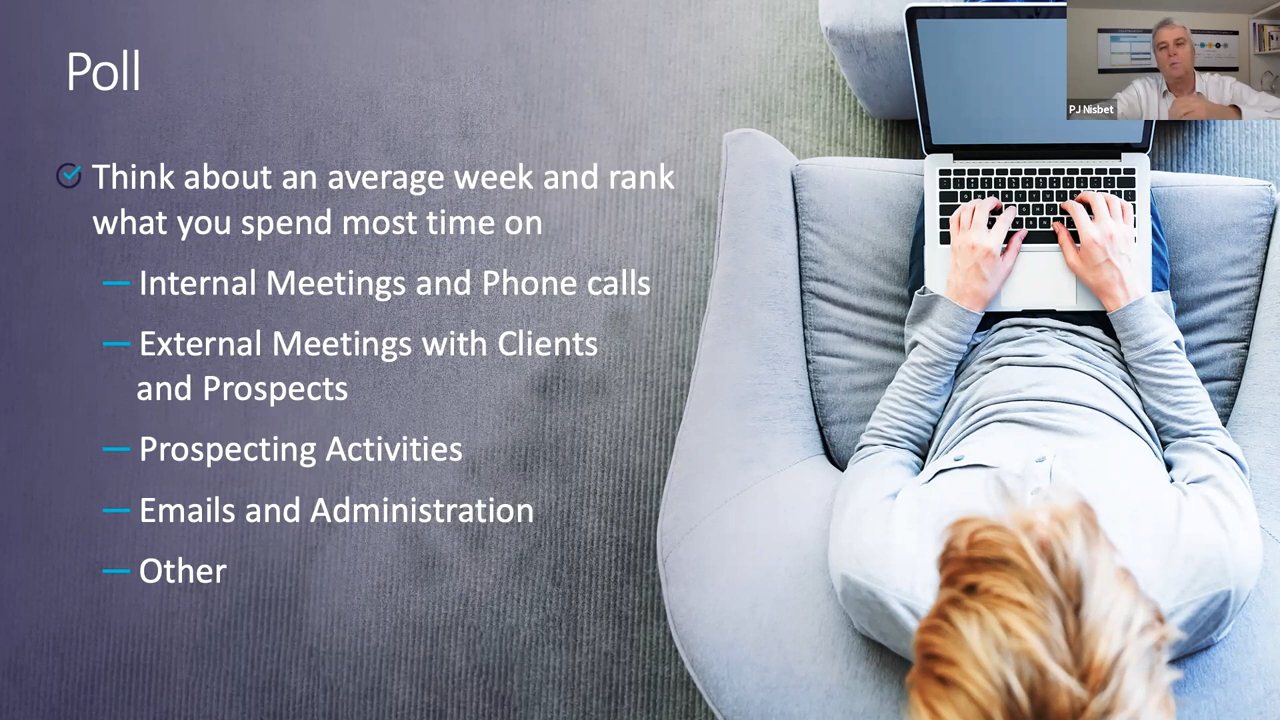 Poll
Think about an average week and rank
what you spend most time on
Internal Meetings and Phone calls
External Meetings with Clients
and Prospects
Prospecting Activities
Emails and Administration
Other
PJ Nisbet